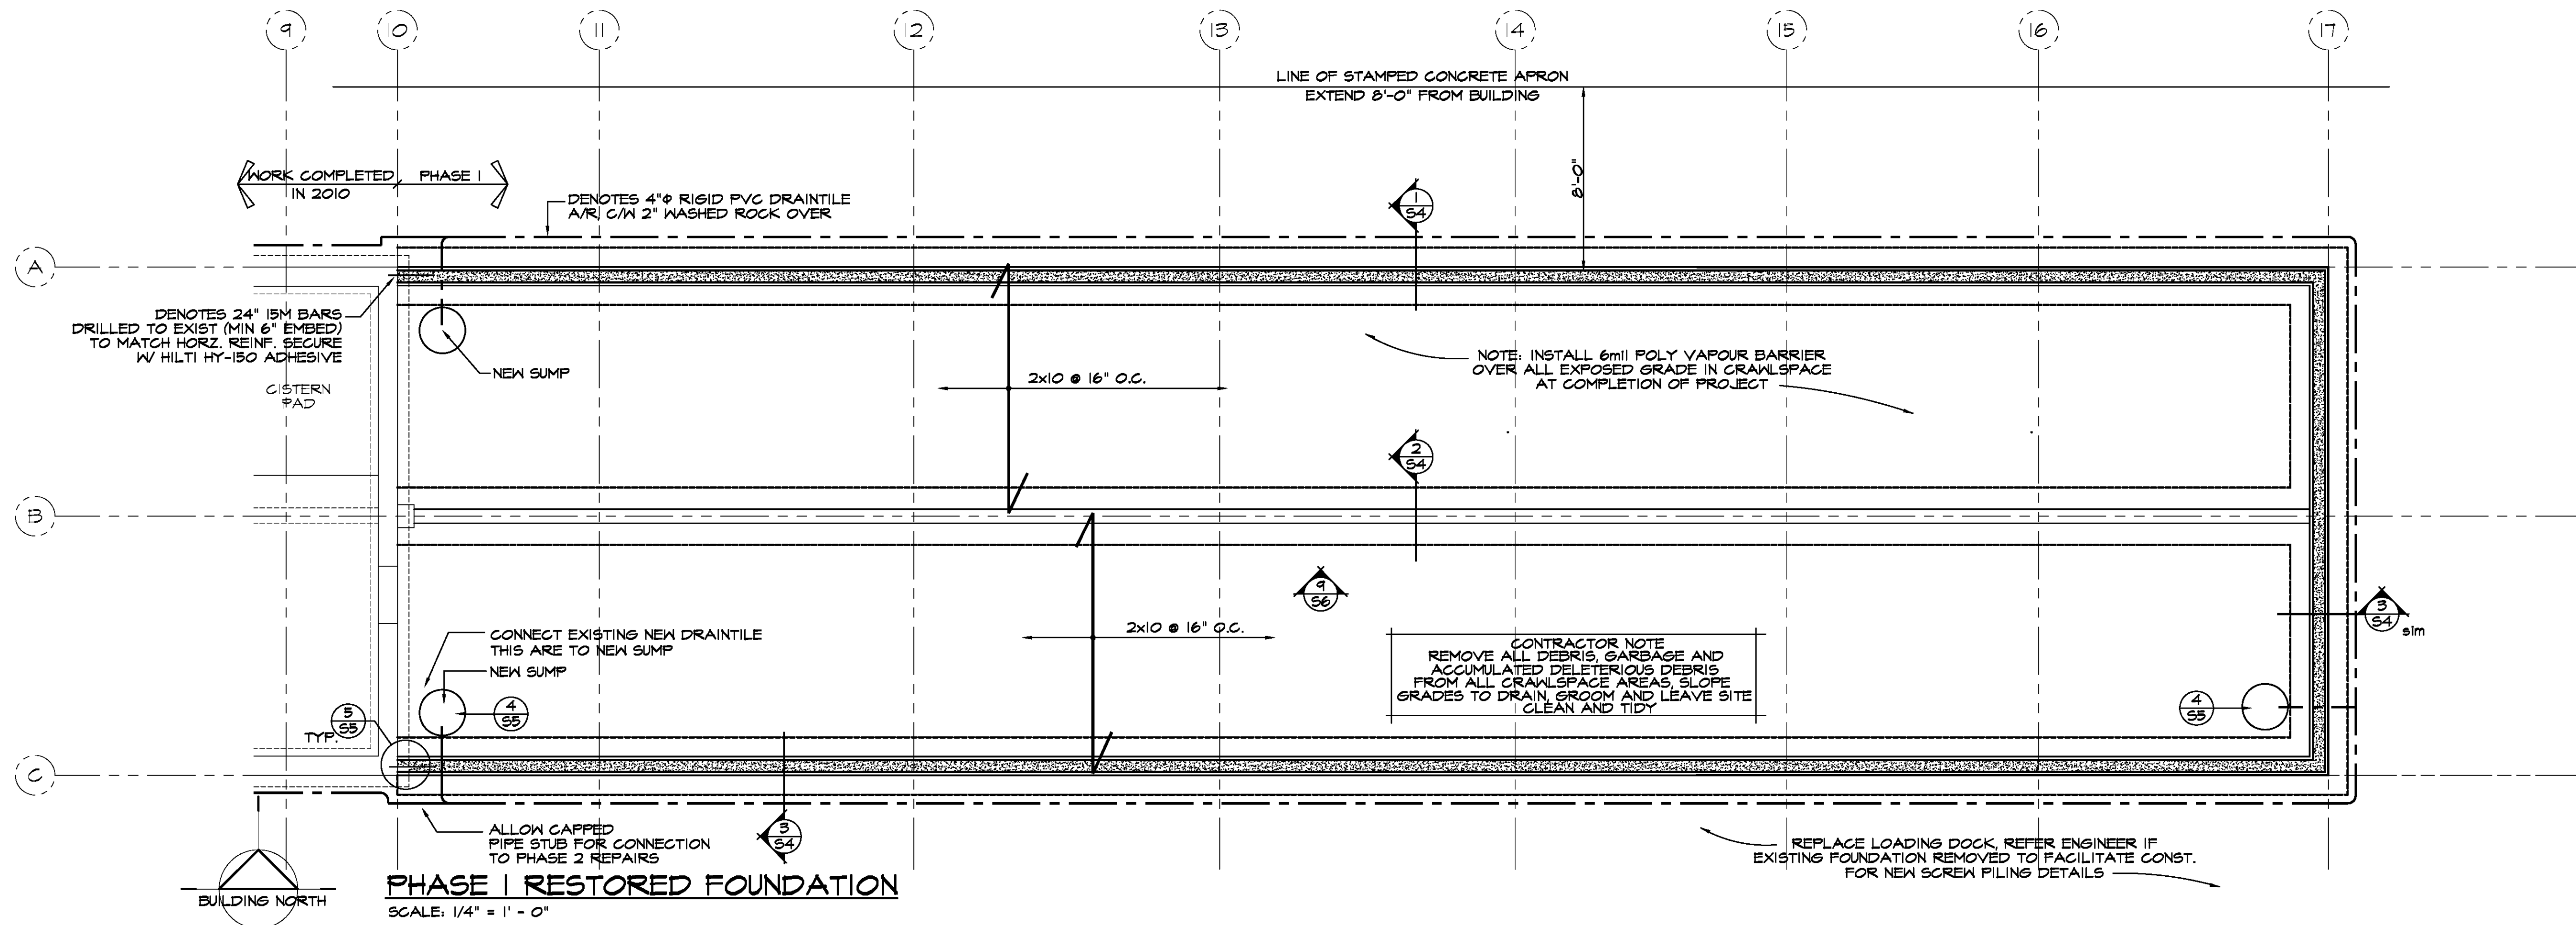 9 10 11 12 13 14 15 16 17
LINE OF STAMPED CONCRETE APRON
EXTEND 8'-0" FROM BUILDING
8'-0"
WORK COMPLETED
IN 2010
PHASE 1
DENOTES 4"Φ RIGID PVC DRAINTILE
A/R, C/W 2" WASHED ROCK OVER
1
S4
A
DENOTES 24" 15M BARS
DRILLED TO EXIST (MIN 6" EMBED)
TO MATCH HORZ. REINF. SECURE
W/ HILTI HY-150 ADHESIVE
CISTERN
PAD
NEW SUMP
2x10 @ 16" O.C.
NOTE: INSTALL 6mil POLY VAPOUR BARRIER
OVER ALL EXPOSED GRADE IN CRAWLSPACE
AT COMPLETION OF PROJECT
2
S4
B
9
S6
2x10 @ 16" O.C.
3
S4
sim
CONNECT EXISTING NEW DRAINTILE
THIS ARE TO NEW SUMP
NEW SUMP
4
S5
CONTRACTOR NOTE
REMOVE ALL DEBRIS, GARBAGE AND
ACCUMULATED DELETERIOUS DEBRIS
FROM ALL CRAWLSPACE AREAS, SLOPE
GRADES TO DRAIN, GROOM AND LEAVE SITE
CLEAN AND TIDY
4
S5
5
S5
TYP.
C
ALLOW CAPPED
PIPE STUB FOR CONNECTION
TO PHASE 2 REPAIRS
3
S4
REPLACE LOADING DOCK, REFER ENGINEER IF
EXISTING FOUNDATION REMOVED TO FACILITATE CONST.
FOR NEW SCREW PILING DETAILS
BUILDING NORTH
PHASE 1 RESTORED FOUNDATION
SCALE: 1/4" = 1' - 0"